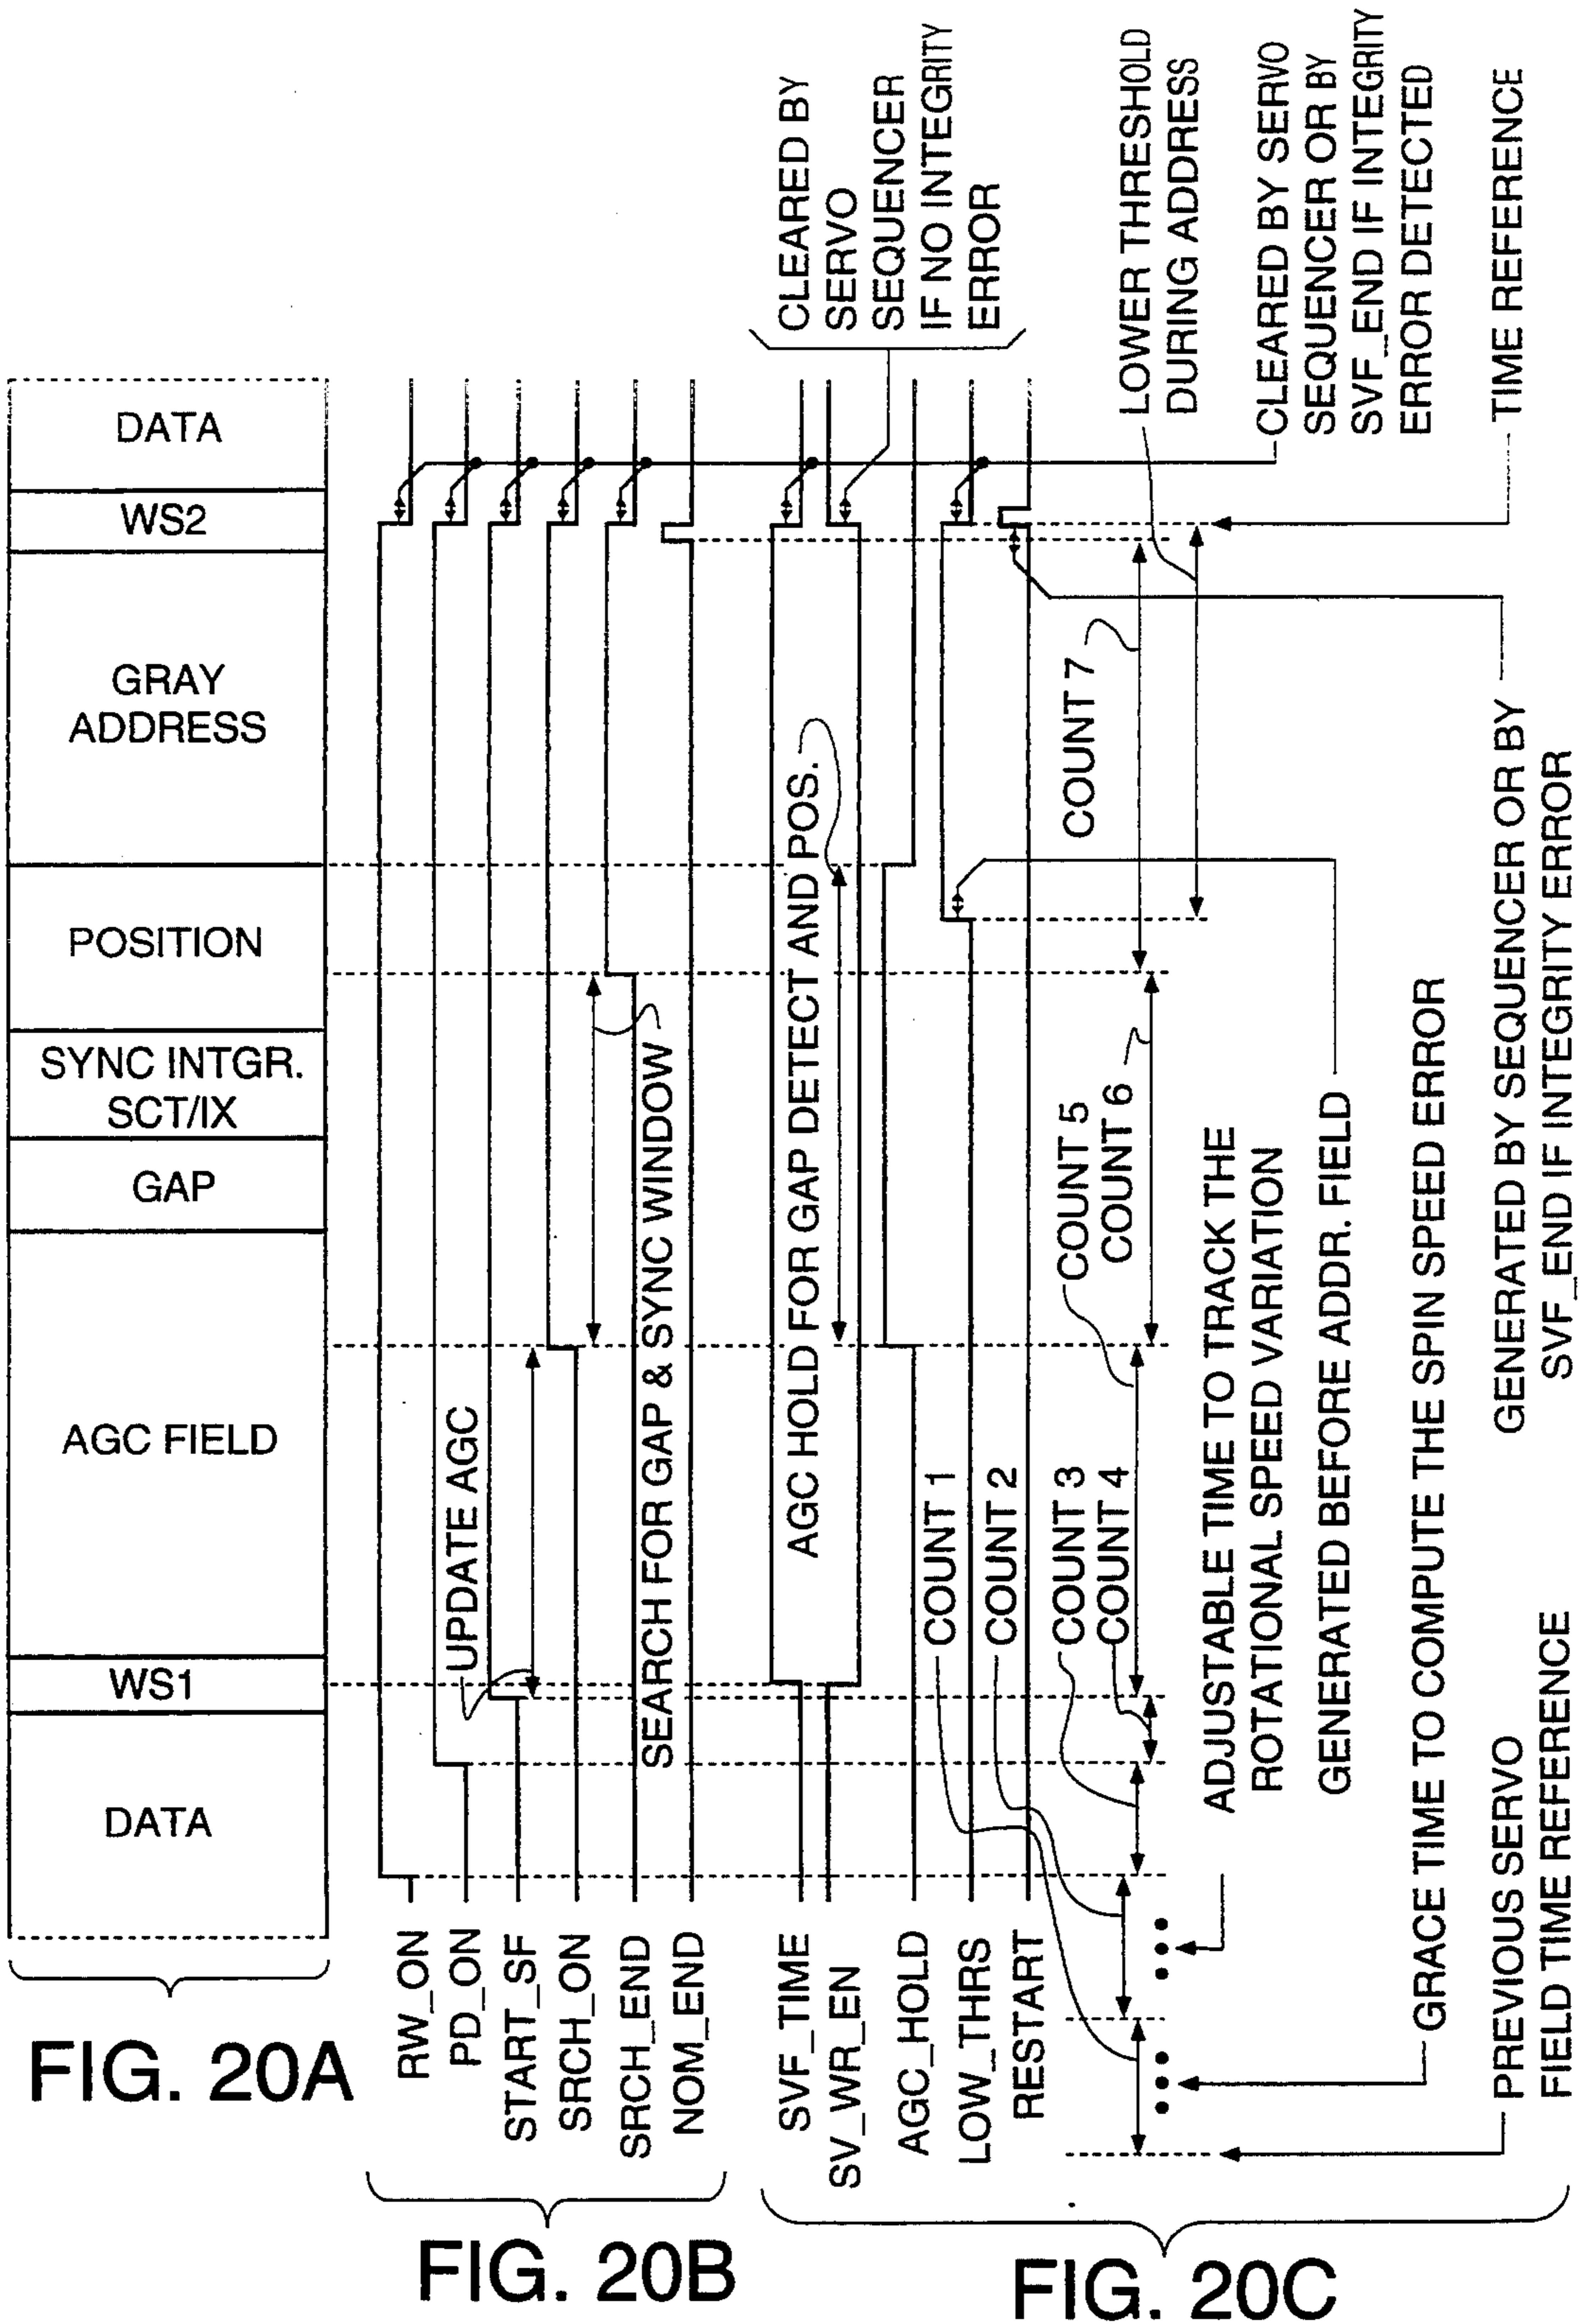 FIG. 20A
DATA
WS1
AGC FIELD
GAP
SYNC INTGR.
SCT/IX
POSITION
GRAY
ADDRESS
WS2
DATA
FIG. 20B
RW_ON
PD_ON
START_SF
SRCH_ON
SRCH_END
NOM_END
UPDATE AGC
SEARCH FOR GAP & SYNC WINDOW
FIG. 20C
SVF_TIME
SV_WR_EN
AGC_HOLD
LOW_THRS
RESTART
AGC HOLD FOR GAP DETECT AND POS.
CLEARED BY
SERVO
SEQUENCER
IF NO INTEGRITY
ERROR
COUNT 1
COUNT 2
COUNT 3
COUNT 4
COUNT 5
COUNT 6
COUNT 7
LOWER THRESHOLD
DURING ADDRESS
ADJUSTABLE TIME TO TRACK THE
ROTATIONAL SPEED VARIATION
CLEARED BY SERVO
SEQUENCER OR BY
SVF_END IF INTEGRITY
ERROR DETECTED
GENERATED BEFORE ADDR. FIELD
GRACE TIME TO COMPUTE THE SPIN SPEED ERROR
TIME REFERENCE
PREVIOUS SERVO
FIELD TIME REFERENCE
GENERATED BY SEQUENCER OR BY
SVF_END IF INTEGRITY ERROR